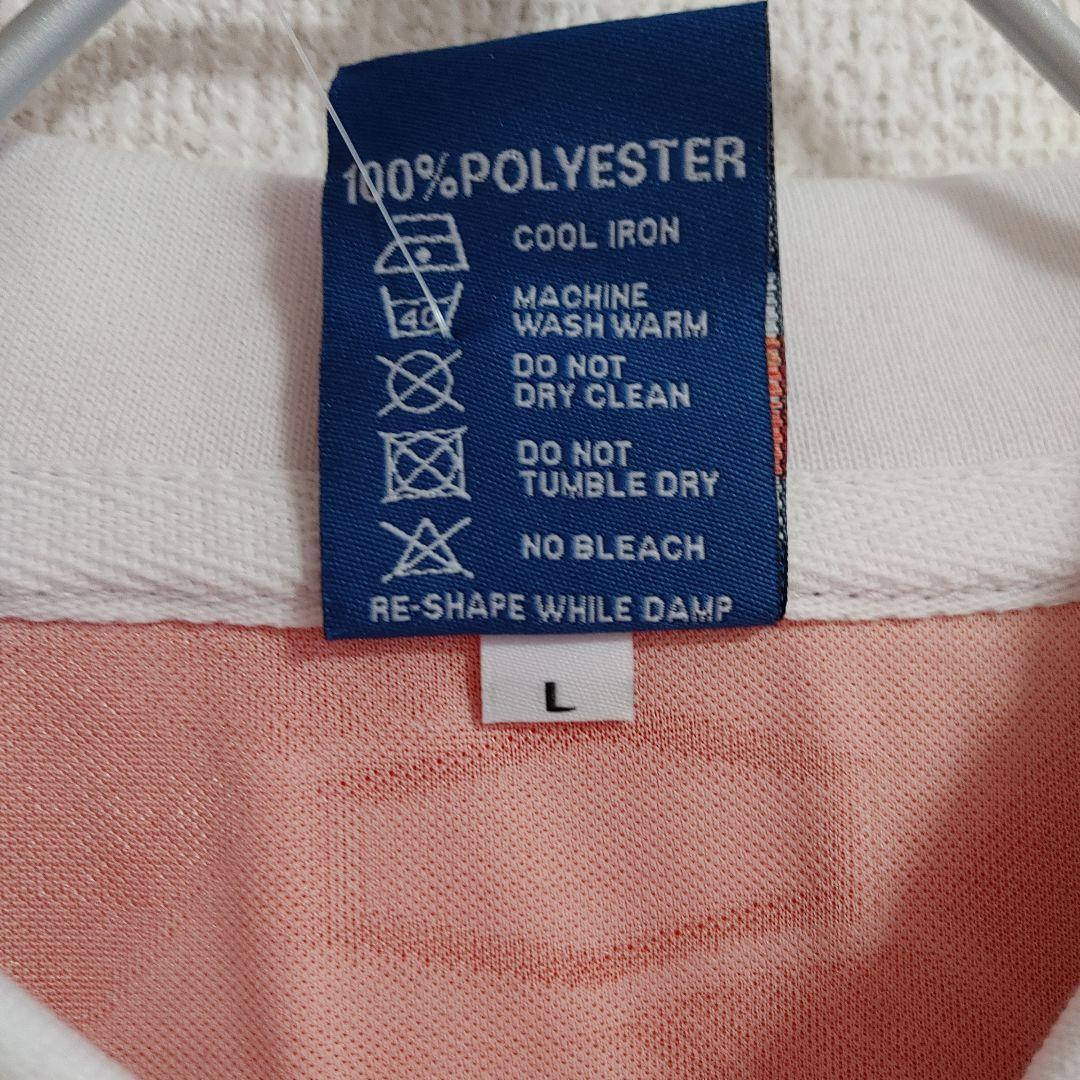 100% POLYESTER
COOL IRON
40
MACHINE
WASH WARM
DO NOT
DRY CLEAN
DO NOT
TUMBLE DRY
NO BLEACH
RE-SHAPE WHILE DAMP
L